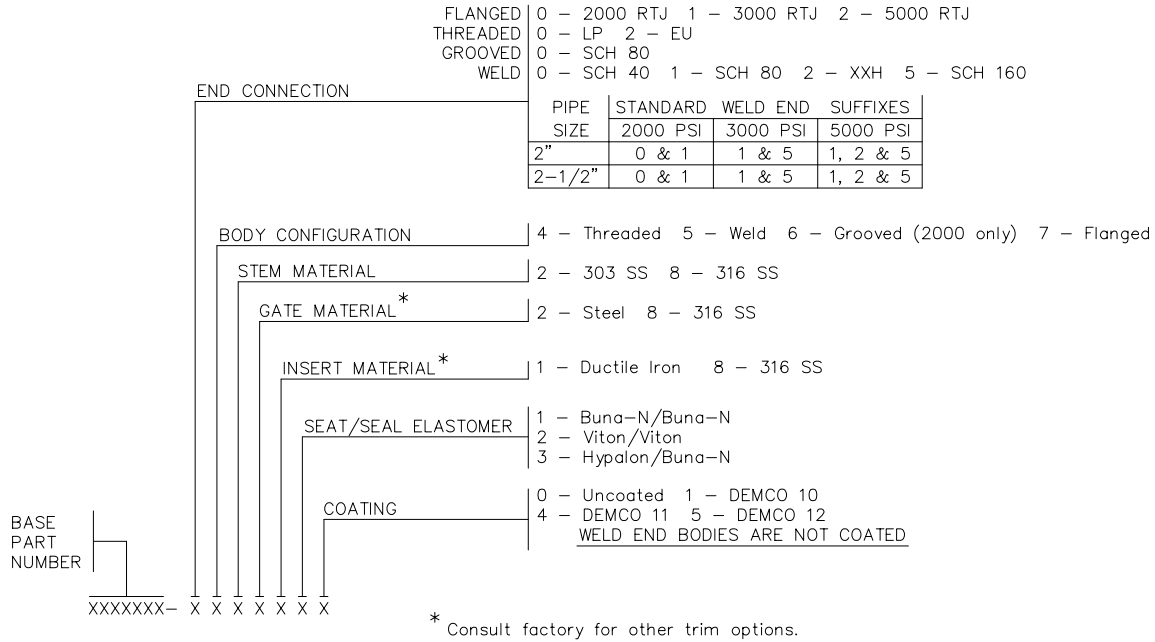 FLANGED 0 – 2000 RTJ 1 – 3000 RTJ 2 – 5000 RTJ
THREADED 0 – LP 2 – EU
GROOVED 0 – SCH 80
WELD 0 – SCH 40 1 – SCH 80 2 – XXH 5 – SCH 160
END CONNECTION
PIPE SIZE STANDARD WELD END SUFFIXES
2000 PSI 3000 PSI 5000 PSI
2" 0 & 1 1 & 5 1, 2 & 5
2–1/2" 0 & 1 1 & 5 1, 2 & 5
BODY CONFIGURATION 4 – Threaded 5 – Weld 6 – Grooved (2000 only) 7 – Flanged
STEM MATERIAL 2 – 303 SS 8 – 316 SS
GATE MATERIAL* 2 – Steel 8 – 316 SS
INSERT MATERIAL* 1 – Ductile Iron 8 – 316 SS
SEAT/SEAL ELASTOMER
1 – Buna–N/Buna–N
2 – Viton/Viton
3 – Hypalon/Buna–N
COATING
0 – Uncoated 1 – DEMCO 10
4 – DEMCO 11 5 – DEMCO 12
WELD END BODIES ARE NOT COATED
BASE
PART
NUMBER
XXXXXXX– X X X X X X X
* Consult factory for other trim options.